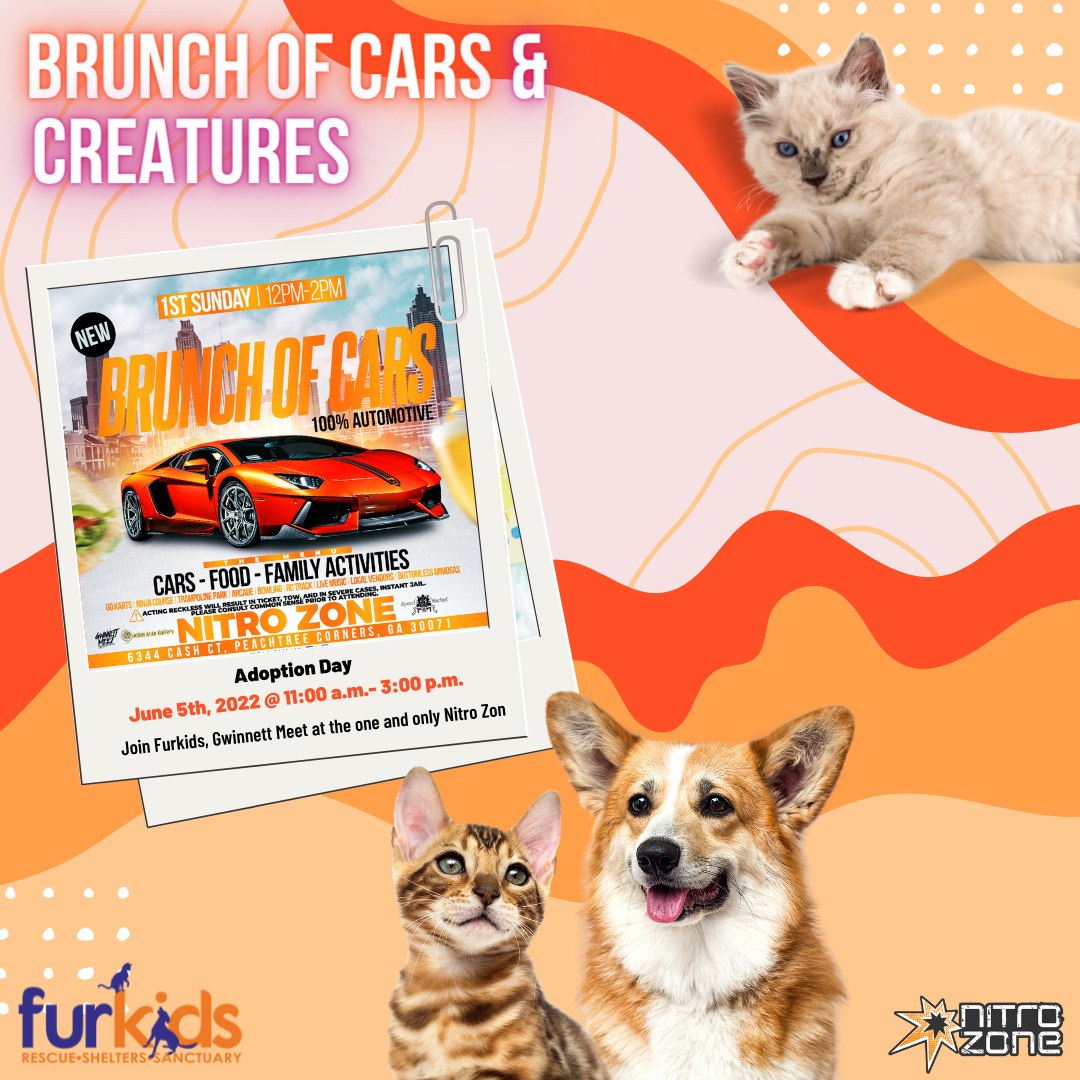 BRUNCH OF CARS &
CREATURES
1ST SUNDAY | 12PM-2PM
NEW
BRUNCH OF CARS
100% AUTOMOTIVE
THE MENU
CARS - FOOD - FAMILY ACTIVITIES
GO KARTS | NINJA COURSE | TRAMPOLINE PARK | ARCADE | BOWLING | RC TRACK | LIVE MUSIC | LOCAL VENDORS | BOTTOMLESS MIMOSAS
ACTING RECKLESS WILL RESULT IN TICKET, TOW, AND IN SEVERE CASES, INSTANT JAIL.
PLEASE CONSULT COMMON SENSE PRIOR TO ATTENDING.
GWINNETT
MEET
NITRO ZONE
6344 CASH CT, PEACHTREE CORNERS, GA 30071
Adoption Day
June 5th, 2022 @ 11:00 a.m.- 3:00 p.m.
Join Furkids, Gwinnett Meet at the one and only Nitro Zon
furkids
RESCUE•SHELTERS•SANCTUARY
NITRO
ZONE